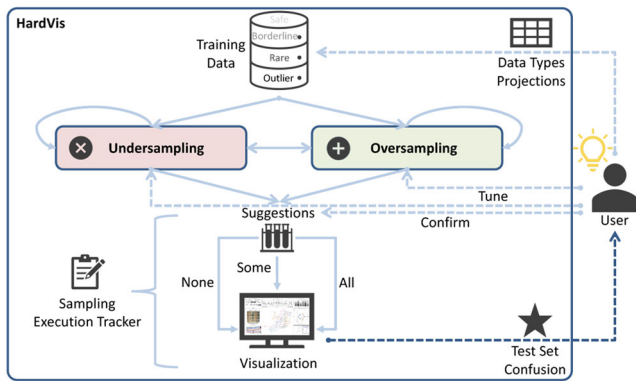 HardVis
Safe
Borderline
Rare
Outlier
Training
Data
Data Types
Projections
Undersampling
Oversampling
Tune
Suggestions
Confirm
User
None
Some
All
Sampling
Execution Tracker
Visualization
Test Set
Confusion